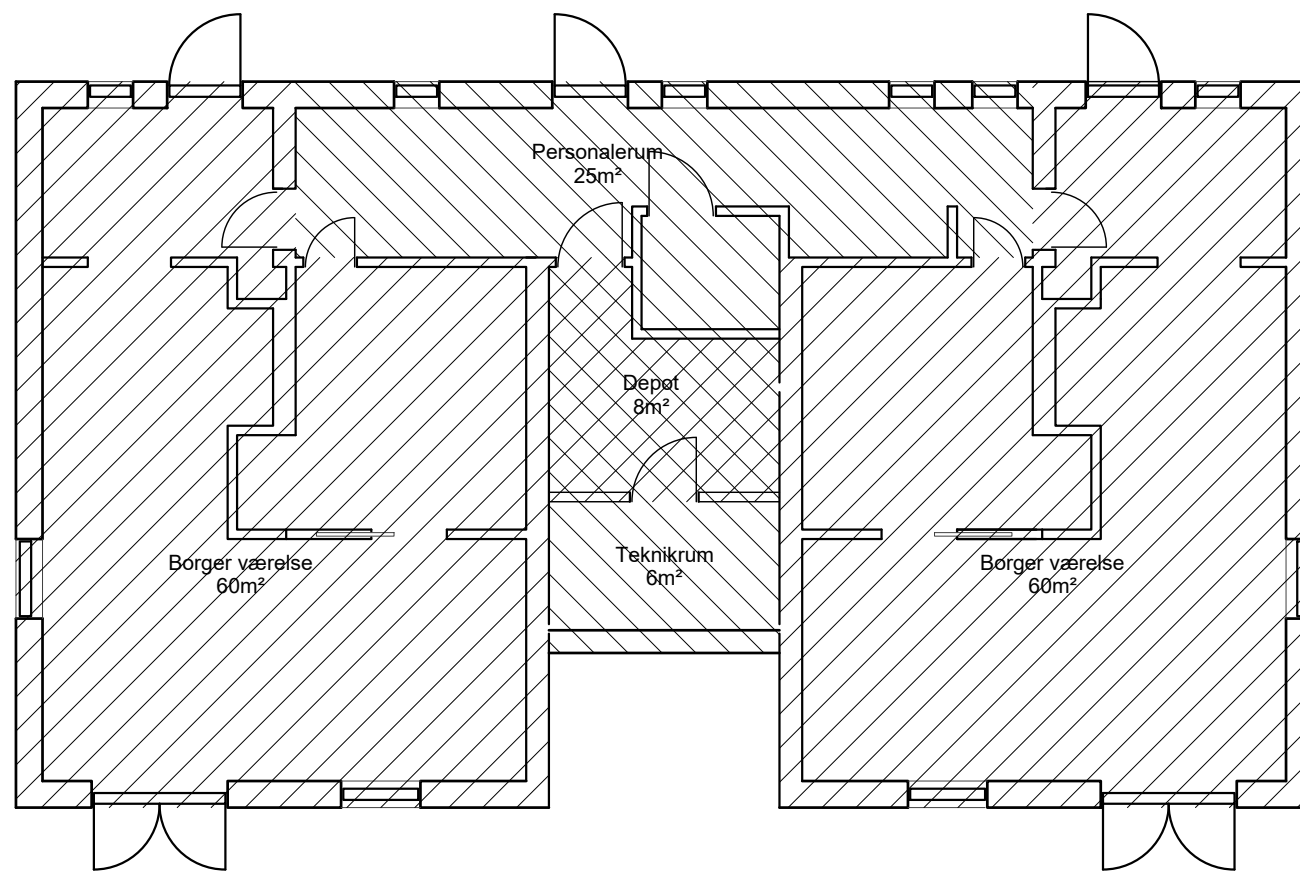 Personalerum
25m²
Depot
8m²
Teknikrum
6m²
Borger værelse
60m²
Borger værelse
60m²